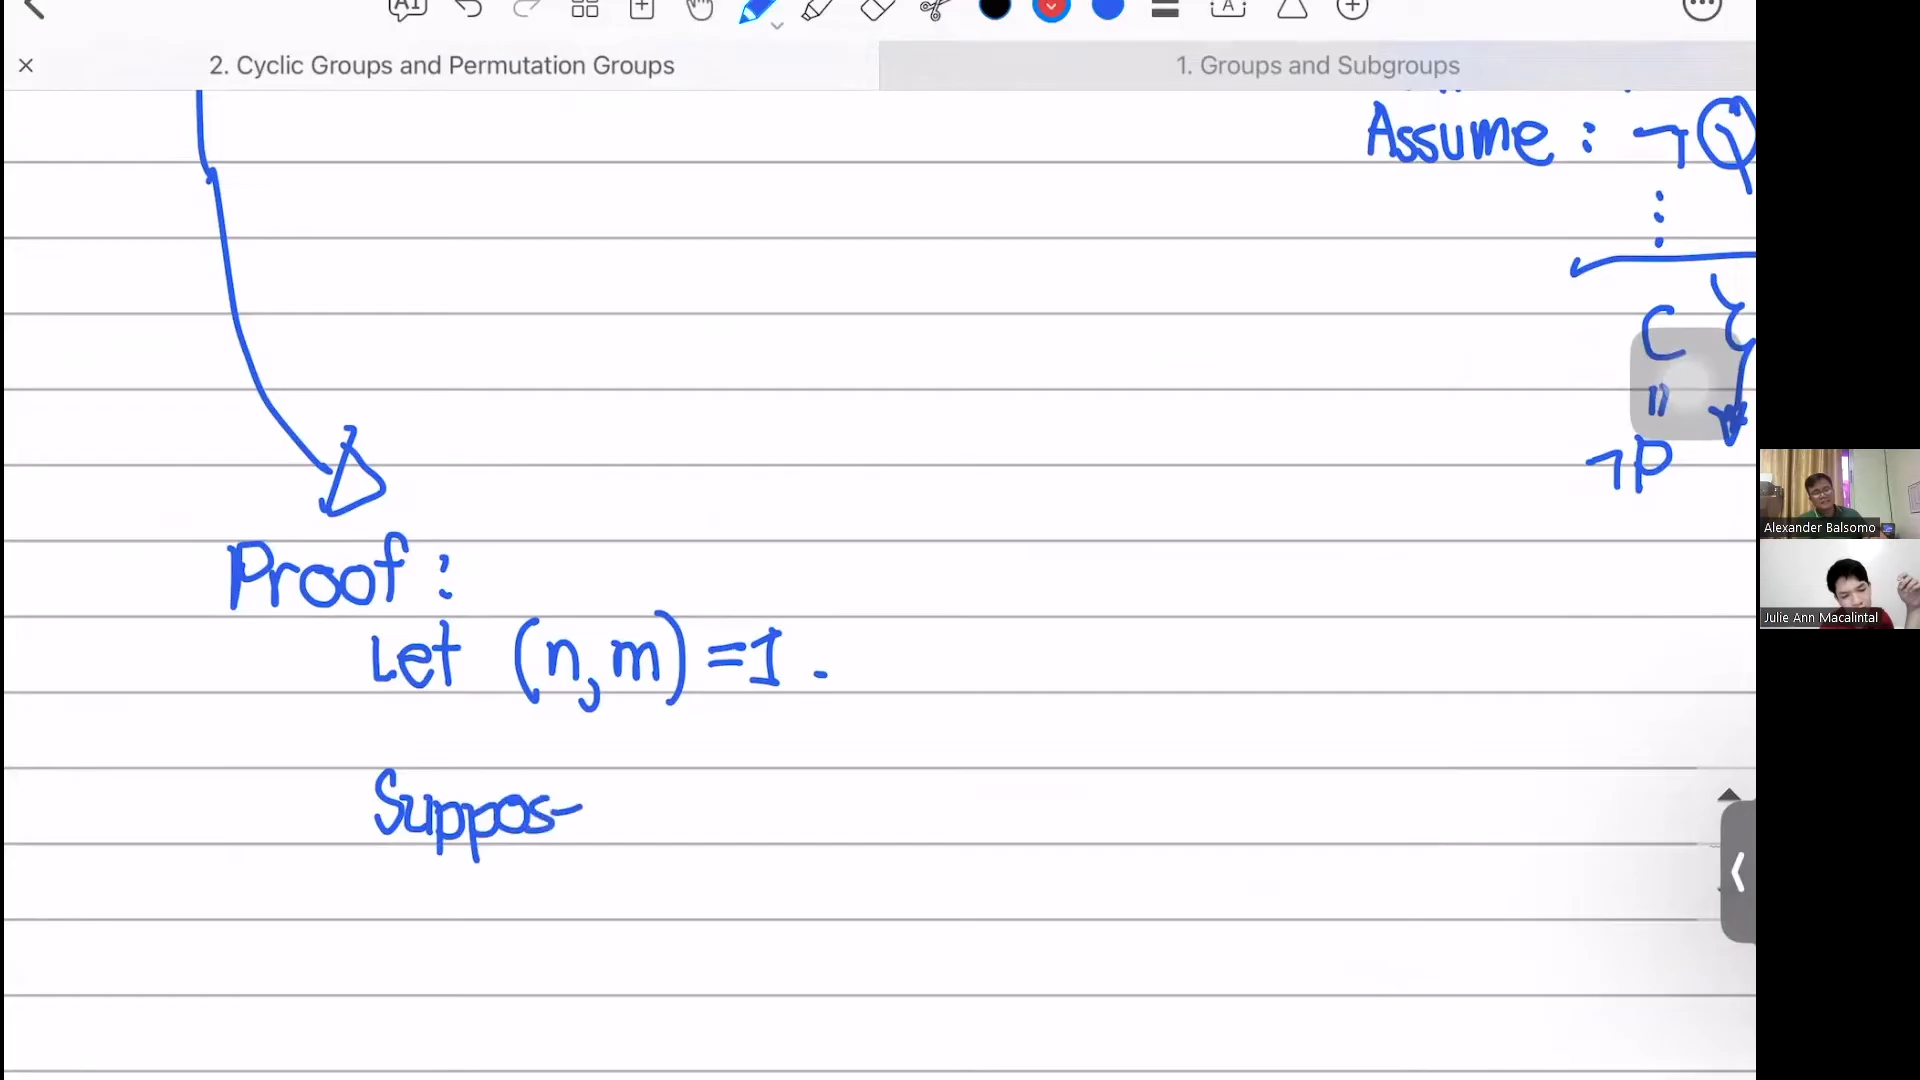 2. Cyclic Groups and Permutation Groups
1. Groups and Subgroups
Assume : ¬Q
⋮
C
"
¬P
Proof :
Let (n,m)=1.
Suppos
Alexander Balsomo
Julie Ann Macalintal